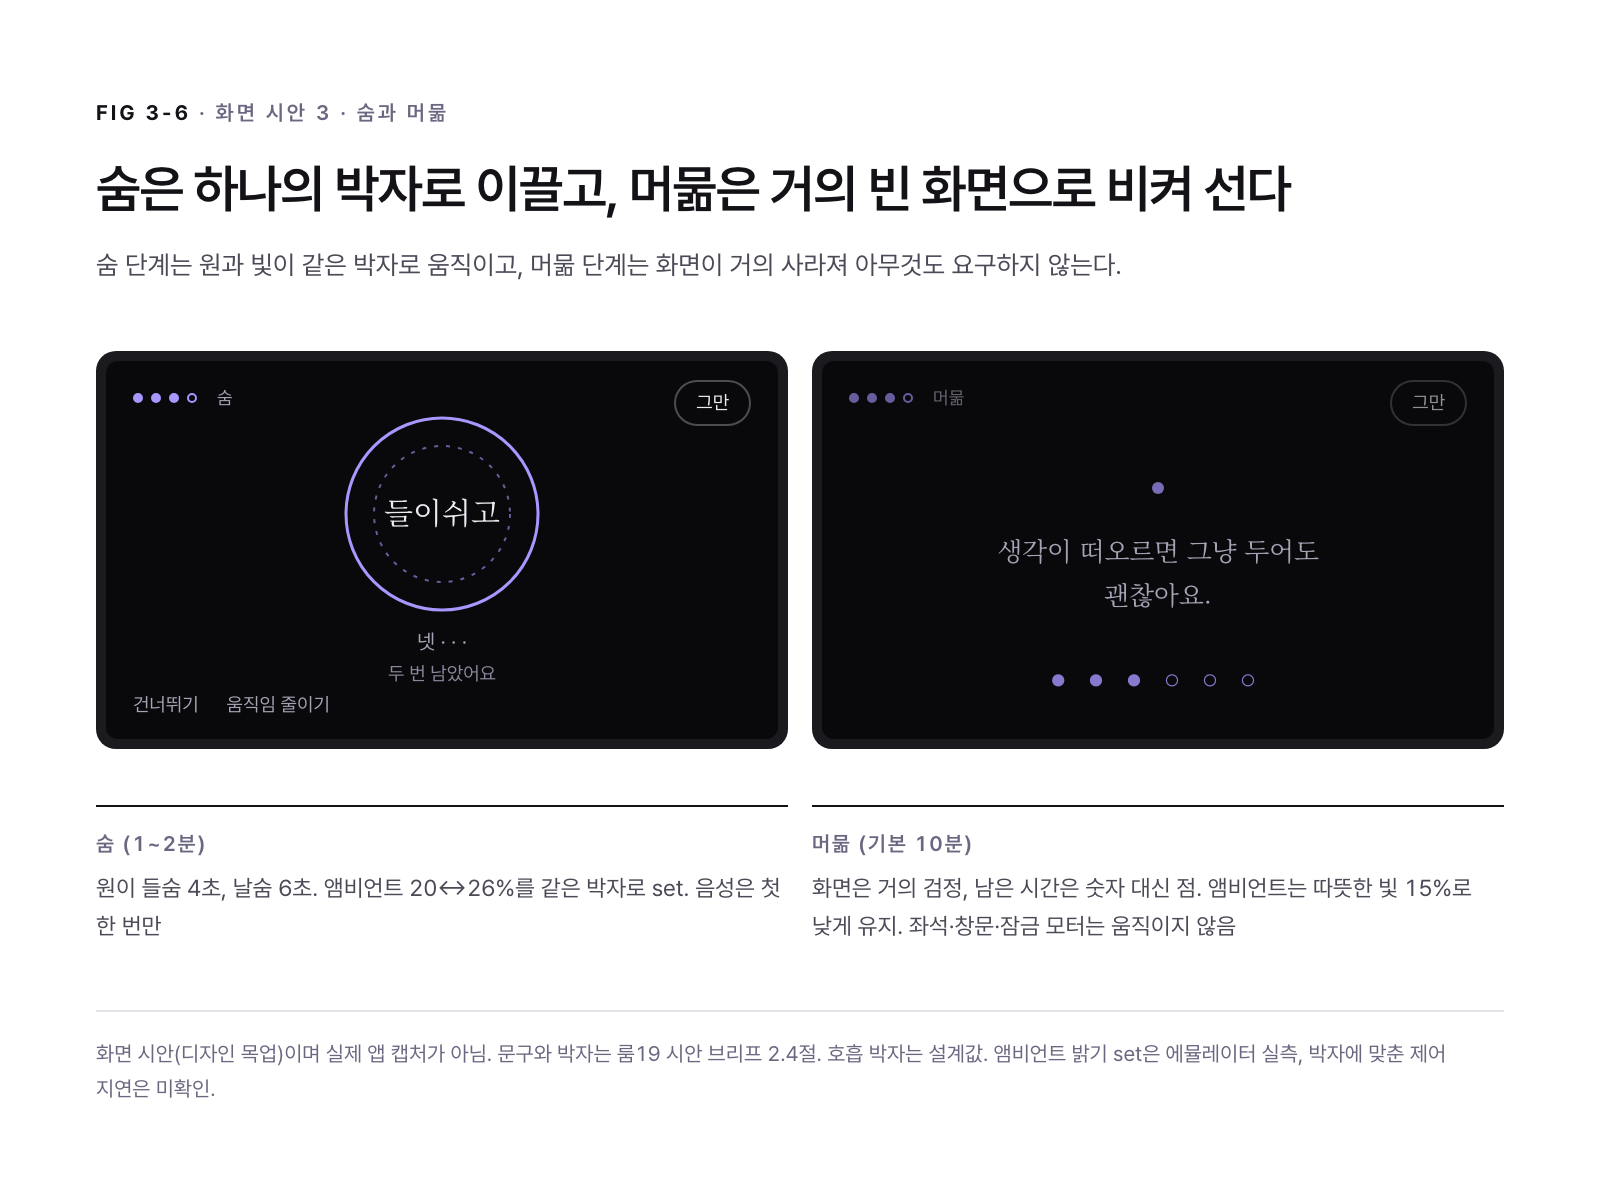 FIG 3-6 · 화면 시안 3 · 숨과 머묾
숨은 하나의 박자로 이끌고, 머묾은 거의 빈 화면으로 비켜 선다
숨 단계는 원과 빛이 같은 박자로 움직이고, 머묾 단계는 화면이 거의 사라져 아무것도 요구하지 않는다.
숨
그만
들이쉬고
넷 · · ·
두 번 남았어요
건너뛰기 움직임 줄이기
머묾
그만
생각이 떠오르면 그냥 두어도
괜찮아요.
숨 (1~2분)
원이 들숨 4초, 날숨 6초. 앰비언트 20↔26%를 같은 박자로 set. 음성은 첫
한 번만
머묾 (기본 10분)
화면은 거의 검정, 남은 시간은 숫자 대신 점. 앰비언트는 따뜻한 빛 15%로
낮게 유지. 좌석·창문·잠금 모터는 움직이지 않음
화면 시안(디자인 목업)이며 실제 앱 캡처가 아님. 문구와 박자는 룸19 시안 브리프 2.4절. 호흡 박자는 설계값. 앰비언트 밝기 set은 에뮬레이터 실측, 박자에 맞춘 제어
지연은 미확인.